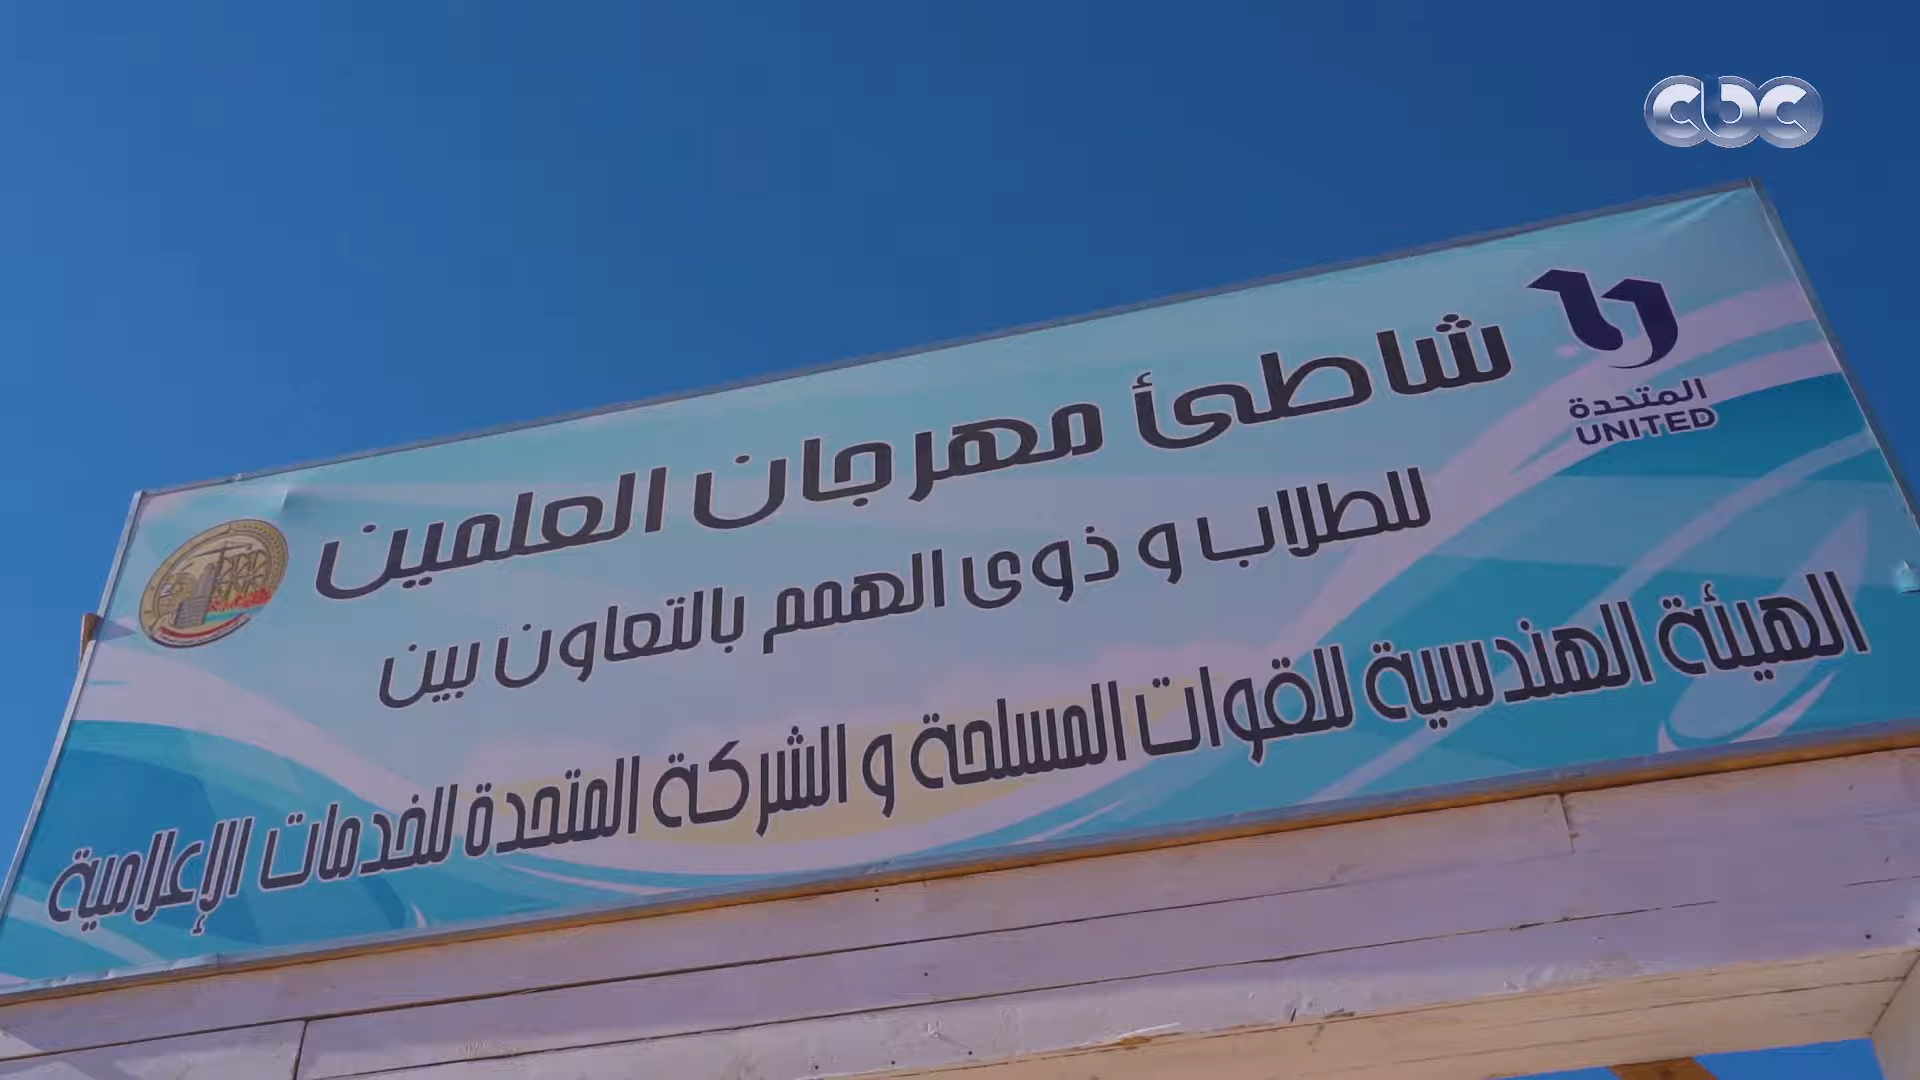 cbc
المتحدة
UNITED
شاطئ مهرجان العلمين
للطلاب و ذوى الهمم بالتعاون بين
الهيئة الهندسية للقوات المسلحة و الشركة المتحدة للخدمات الإعلامية